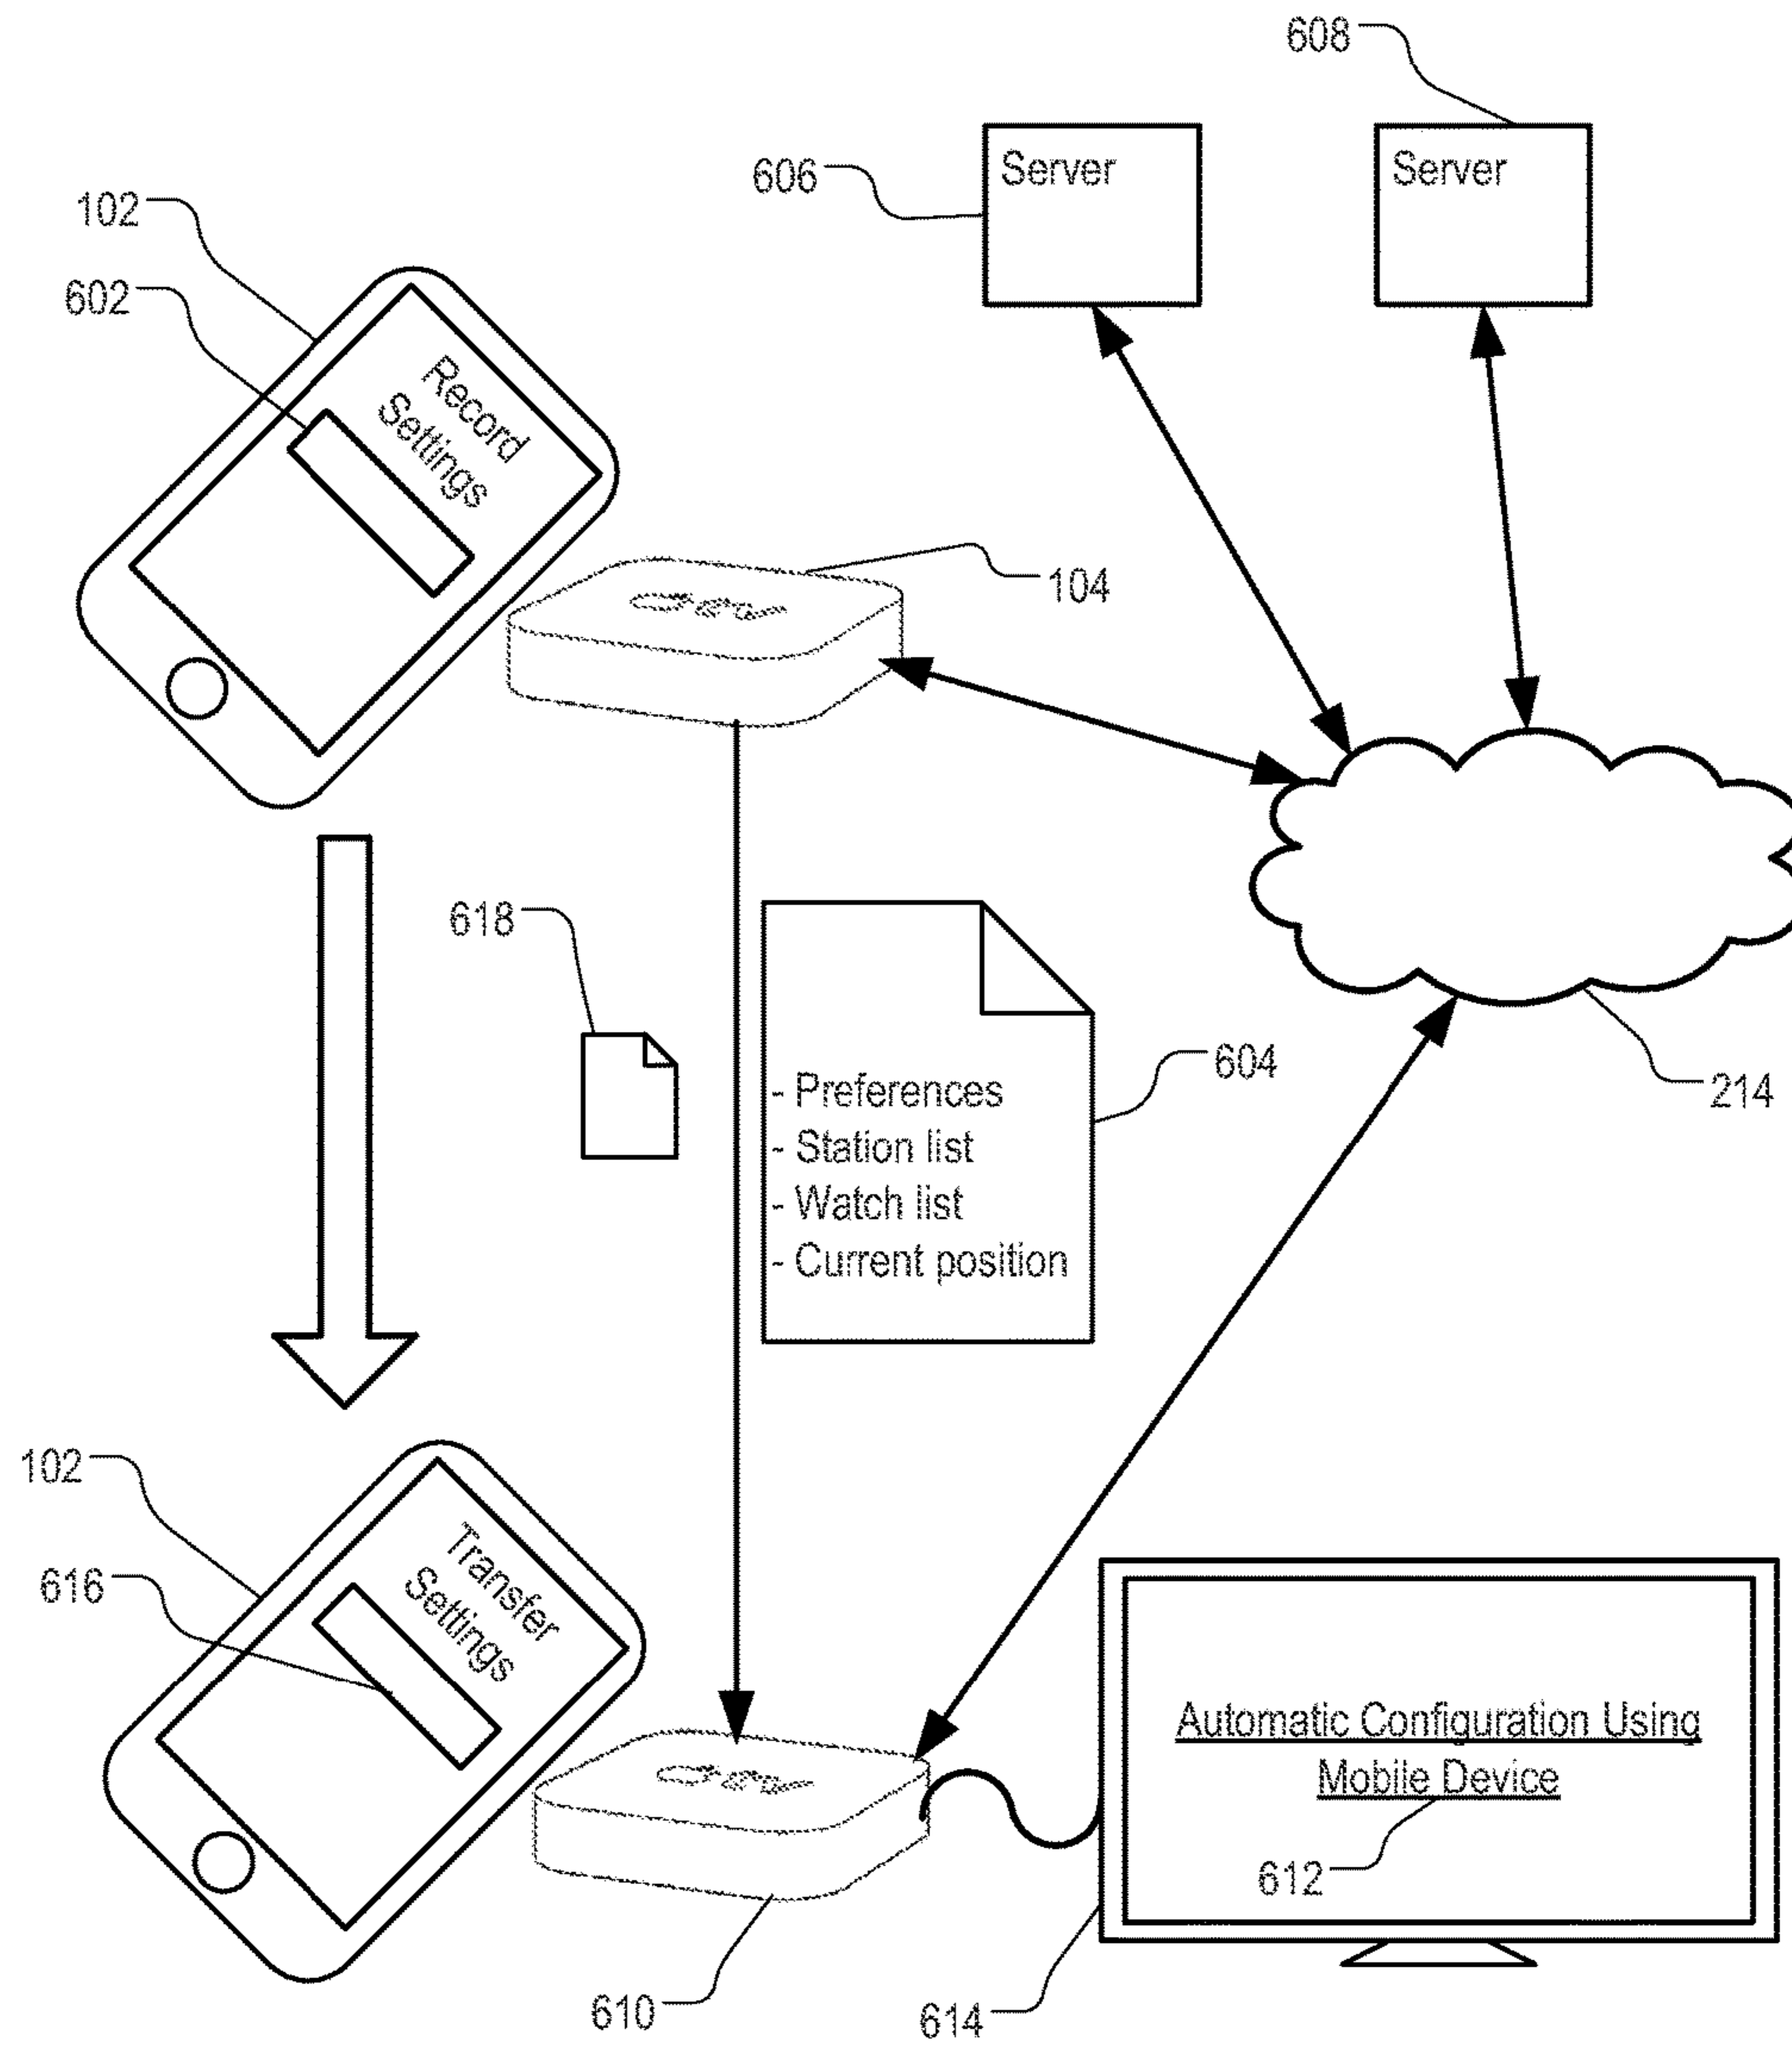 608
606
Server
Server
102
602
Record
Settings
104
618
- Preferences
- Station list
- Watch list
- Current position
604
214
102
616
Transfer
Settings
Automatic Configuration Using
Mobile Device
612
610
614